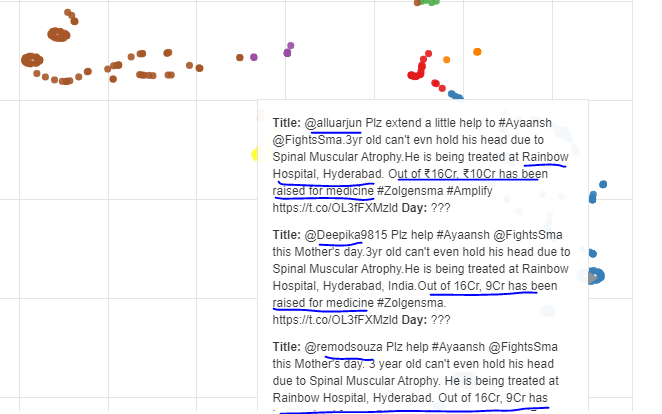 Title: @alluarjun Plz extend a little help to #Ayaansh
@FightsSma.3yr old can't evn hold his head due to
Spinal Muscular Atrophy.He is being treated at Rainbow
Hospital, Hyderabad. Out of ₹16Cr, ₹10Cr has been
raised for medicine #Zolgensma #Amplify
https://t.co/OL3fFXMzld Day: ???
Title: @Deepika9815 Plz help #Ayaansh @FightsSma
this Mother's day.3yr old can't even hold his head due to
Spinal Muscular Atrophy.He is being treated at Rainbow
Hospital, Hyderabad, India.Out of 16Cr, 9Cr has been
raised for medicine #Zolgensma.
https://t.co/OL3fFXMzld Day: ???
Title: @remodsouza Plz help #Ayaansh @FightsSma
this Mother's day. 3 year old can't even hold his head
due to Spinal Muscular Atrophy. He is being treated at
Rainbow Hospital, Hyderabad. Out of 16Cr, 9Cr has